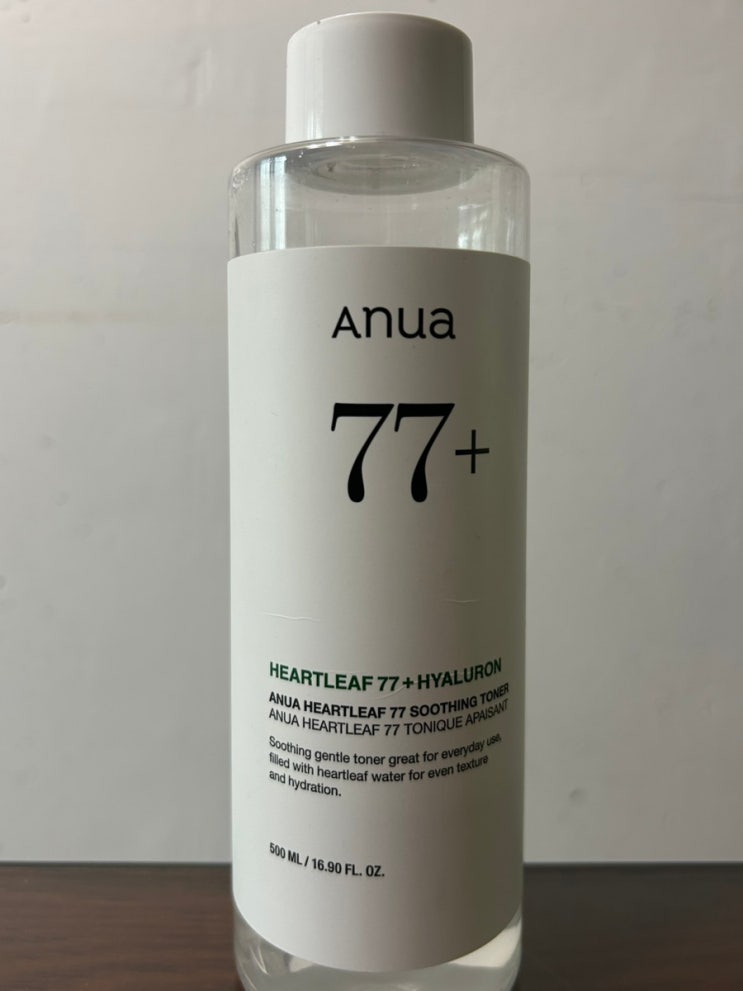 Anua
77+
HEARTLEAF 77+HYALURON
ANUA HEARTLEAF 77 SOOTHING TONER
ANUA HEARTLEAF 77 TONIQUE APAISANT
Soothing gentle toner great for everyday use,
filled with heartleaf water for even texture
and hydration.
500 ML / 16.90 FL. OZ.